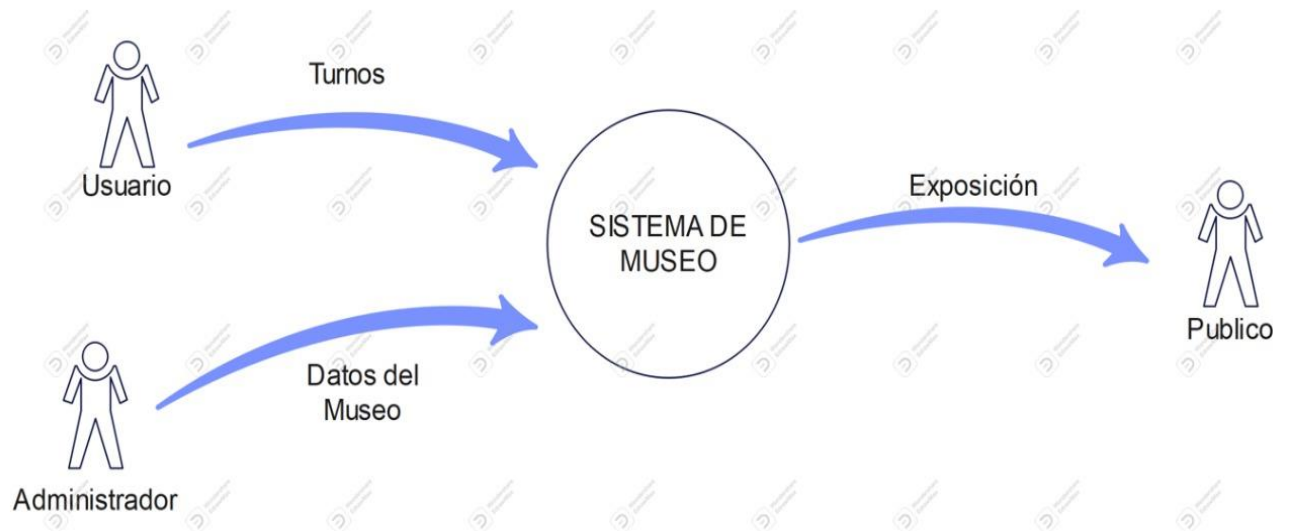 Turnos
Usuario
SISTEMA DE
MUSEO
Exposición
Publico
Datos del
Museo
Administrador